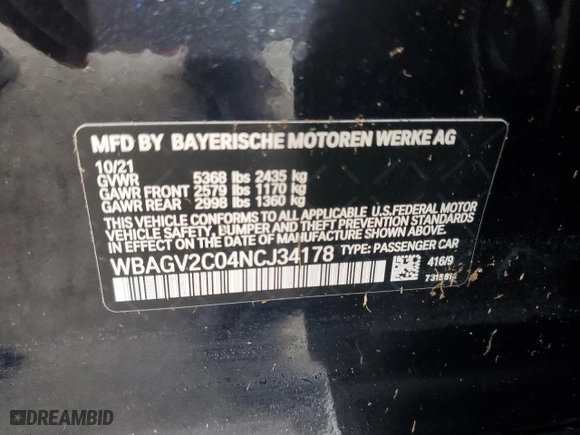 MFD BY BAYERISCHE MOTOREN WERKE AG
10/21
GVWR 5368 lbs 2435 kg
GAWR FRONT 2579 lbs 1170 kg
GAWR REAR 2998 lbs 1360 kg
THIS VEHICLE CONFORMS TO ALL APPLICABLE U.S.FEDERAL MOTOR
VEHICLE SAFETY, BUMPER AND THEFT PREVENTION STANDARDS
IN EFFECT ON THE DATE OF MANUFACTURE SHOWN ABOVE.
WBAGV2C04NCJ34178 TYPE: PASSENGER CAR
416/9
DREAMBID